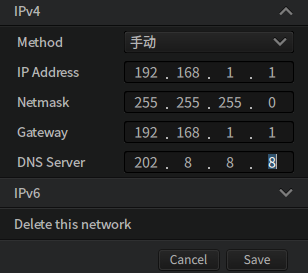 IPv4
Method 手动
IP Address 192 . 168 . 1 . 1
Netmask 255 . 255 . 255 . 0
Gateway 192 . 168 . 1 . 1
DNS Server 202 . 8 . 8 . 8
IPv6
Delete this network
Cancel Save